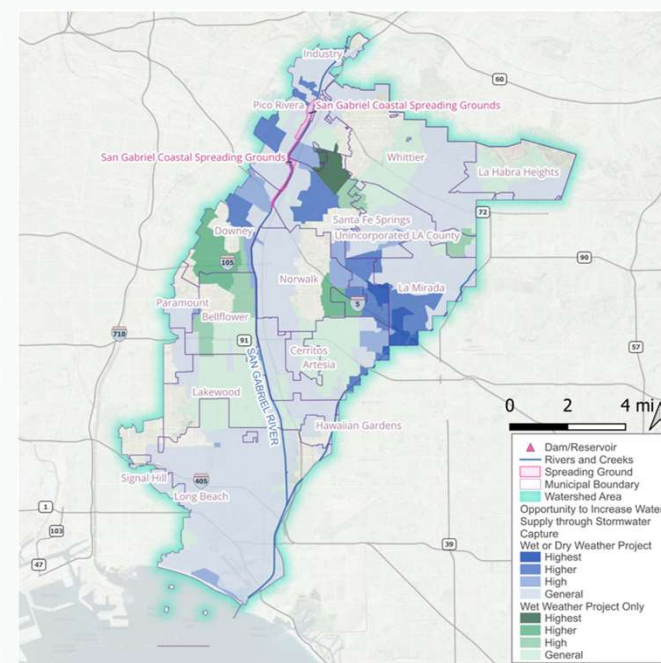 Industry
60
Pico Rivera
San Gabriel Coastal Spreading Grounds
San Gabriel Coastal Spreading Grounds
Whittier
La Habra Heights
72
Santa Fe Springs
Downey
Unincorporated LA County
90
105
Norwalk
La Mirada
Paramount
5
710
Bellflower
91
57
Cerritos
Artesia
SAN GABRIEL RIVER
Lakewood
0 2 4 mi
Hawaiian Gardens
Signal Hill
405
Long Beach
1
103
39
47
Dam/Reservoir
Rivers and Creeks
Spreading Ground
Municipal Boundary
Watershed Area
Opportunity to Increase Water
Supply through Stormwater
Capture
Wet or Dry Weather Project
Highest
Higher
High
General
Wet Weather Project Only
Highest
Higher
High
General